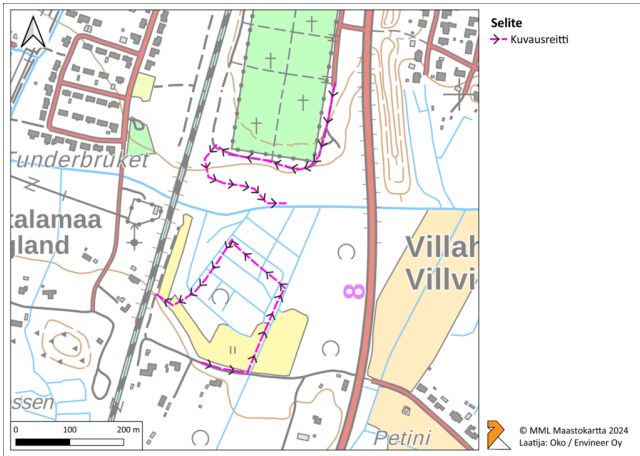 Selite
Kuvausreitti
underbruket
talamaa
gland
Villah
Villvi
8
ssen
Petini
0 100 200 m
© MML Maastokartta 2024
Laatija: Oko / Envineer Oy